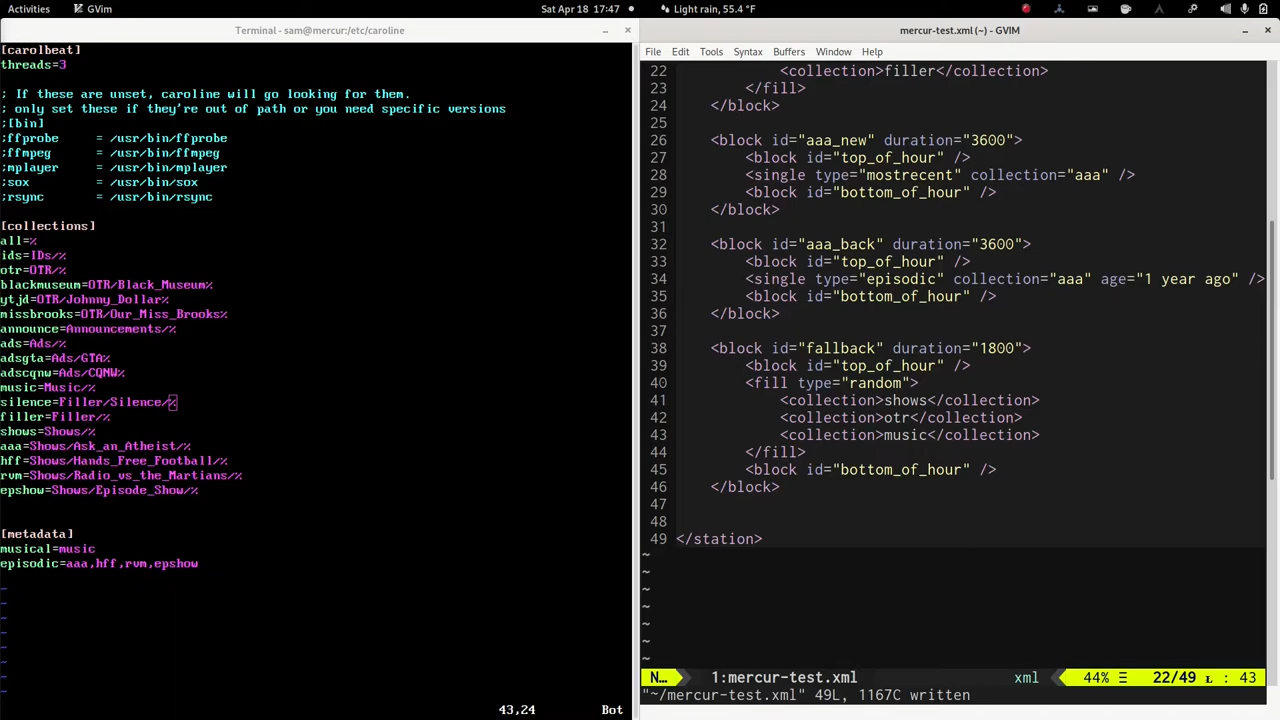 Activities
GVim
Sat Apr 18 17:47
Light rain, 55.4 °F
Terminal - sam@mercur:/etc/caroline
[carolbeat]
threads=3
; If these are unset, caroline will go looking for them.
; only set these if they're out of path or you need specific versions
;[bin]
;ffprobe = /usr/bin/ffprobe
;ffmpeg = /usr/bin/ffmpeg
;mplayer = /usr/bin/mplayer
;sox = /usr/bin/sox
;rsync = /usr/bin/rsync
[collections]
all=%
ids=IDs/%
otr=OTR/%
blackmuseum=OTR/Black_Museum%
ytjd=OTR/Johnny_Dollar%
missbrooks=OTR/Our_Miss_Brooks%
announce=Announcements/%
ads=Ads/%
adsgta=Ads/GTA%
adscqnw=Ads/CQNW%
music=Music/%
silence=Filler/Silence/%
filler=Filler/%
shows=Shows/%
aaa=Shows/Ask_an_Atheist/%
hff=Shows/Hands_Free_Football/%
rvm=Shows/Radio_vs_the_Martians/%
epshow=Shows/Episode_Show/%
[metadata]
musical=music
episodic=aaa,hff,rvm,epshow
~
~
~
~
~
~
~
~
43,24 Bot
mercur-test.xml (~) - GVIM
File Edit Tools Syntax Buffers Window Help
22 <collection>filler</collection>
23 </fill>
24 </block>
25
26 <block id="aaa_new" duration="3600">
27 <block id="top_of_hour" />
28 <single type="mostrecent" collection="aaa" />
29 <block id="bottom_of_hour" />
30 </block>
31
32 <block id="aaa_back" duration="3600">
33 <block id="top_of_hour" />
34 <single type="episodic" collection="aaa" age="1 year ago" />
35 <block id="bottom_of_hour" />
36 </block>
37
38 <block id="fallback" duration="1800">
39 <block id="top_of_hour" />
40 <fill type="random">
41 <collection>shows</collection>
42 <collection>otr</collection>
43 <collection>music</collection>
44 </fill>
45 <block id="bottom_of_hour" />
46 </block>
47
48
49 </station>
~
~
~
~
~
~
~
N… 1:mercur-test.xml xml 44% ☰ 22/49 ʟ : 43
"~/mercur-test.xml" 49L, 1167C written